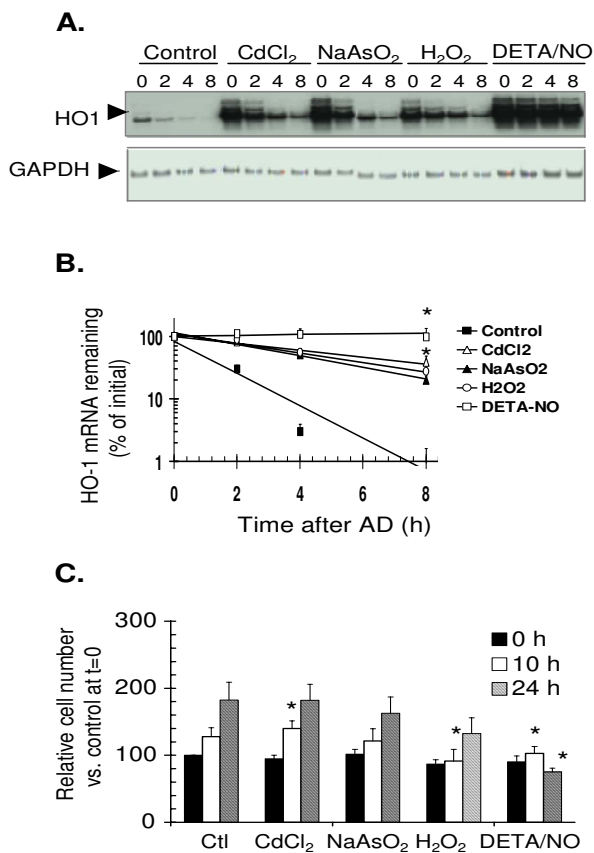 A.
Control CdCl₂ NaAsO₂ H₂O₂ DETA/NO
0 2 4 8 0 2 4 8 0 2 4 8 0 2 4 8 0 2 4 8
HO1
GAPDH
B.
HO-1 mRNA remaining
(% of initial)
100
10
1
0 2 4 6 8
Time after AD (h)
*
*
Control
CdCl2
NaAsO2
H2O2
DETA-NO
C.
Relative cell number
vs. control at t=0
300
200
100
0
0 h
10 h
24 h
* * * *
Ctl CdCl₂ NaAsO₂ H₂O₂ DETA/NO